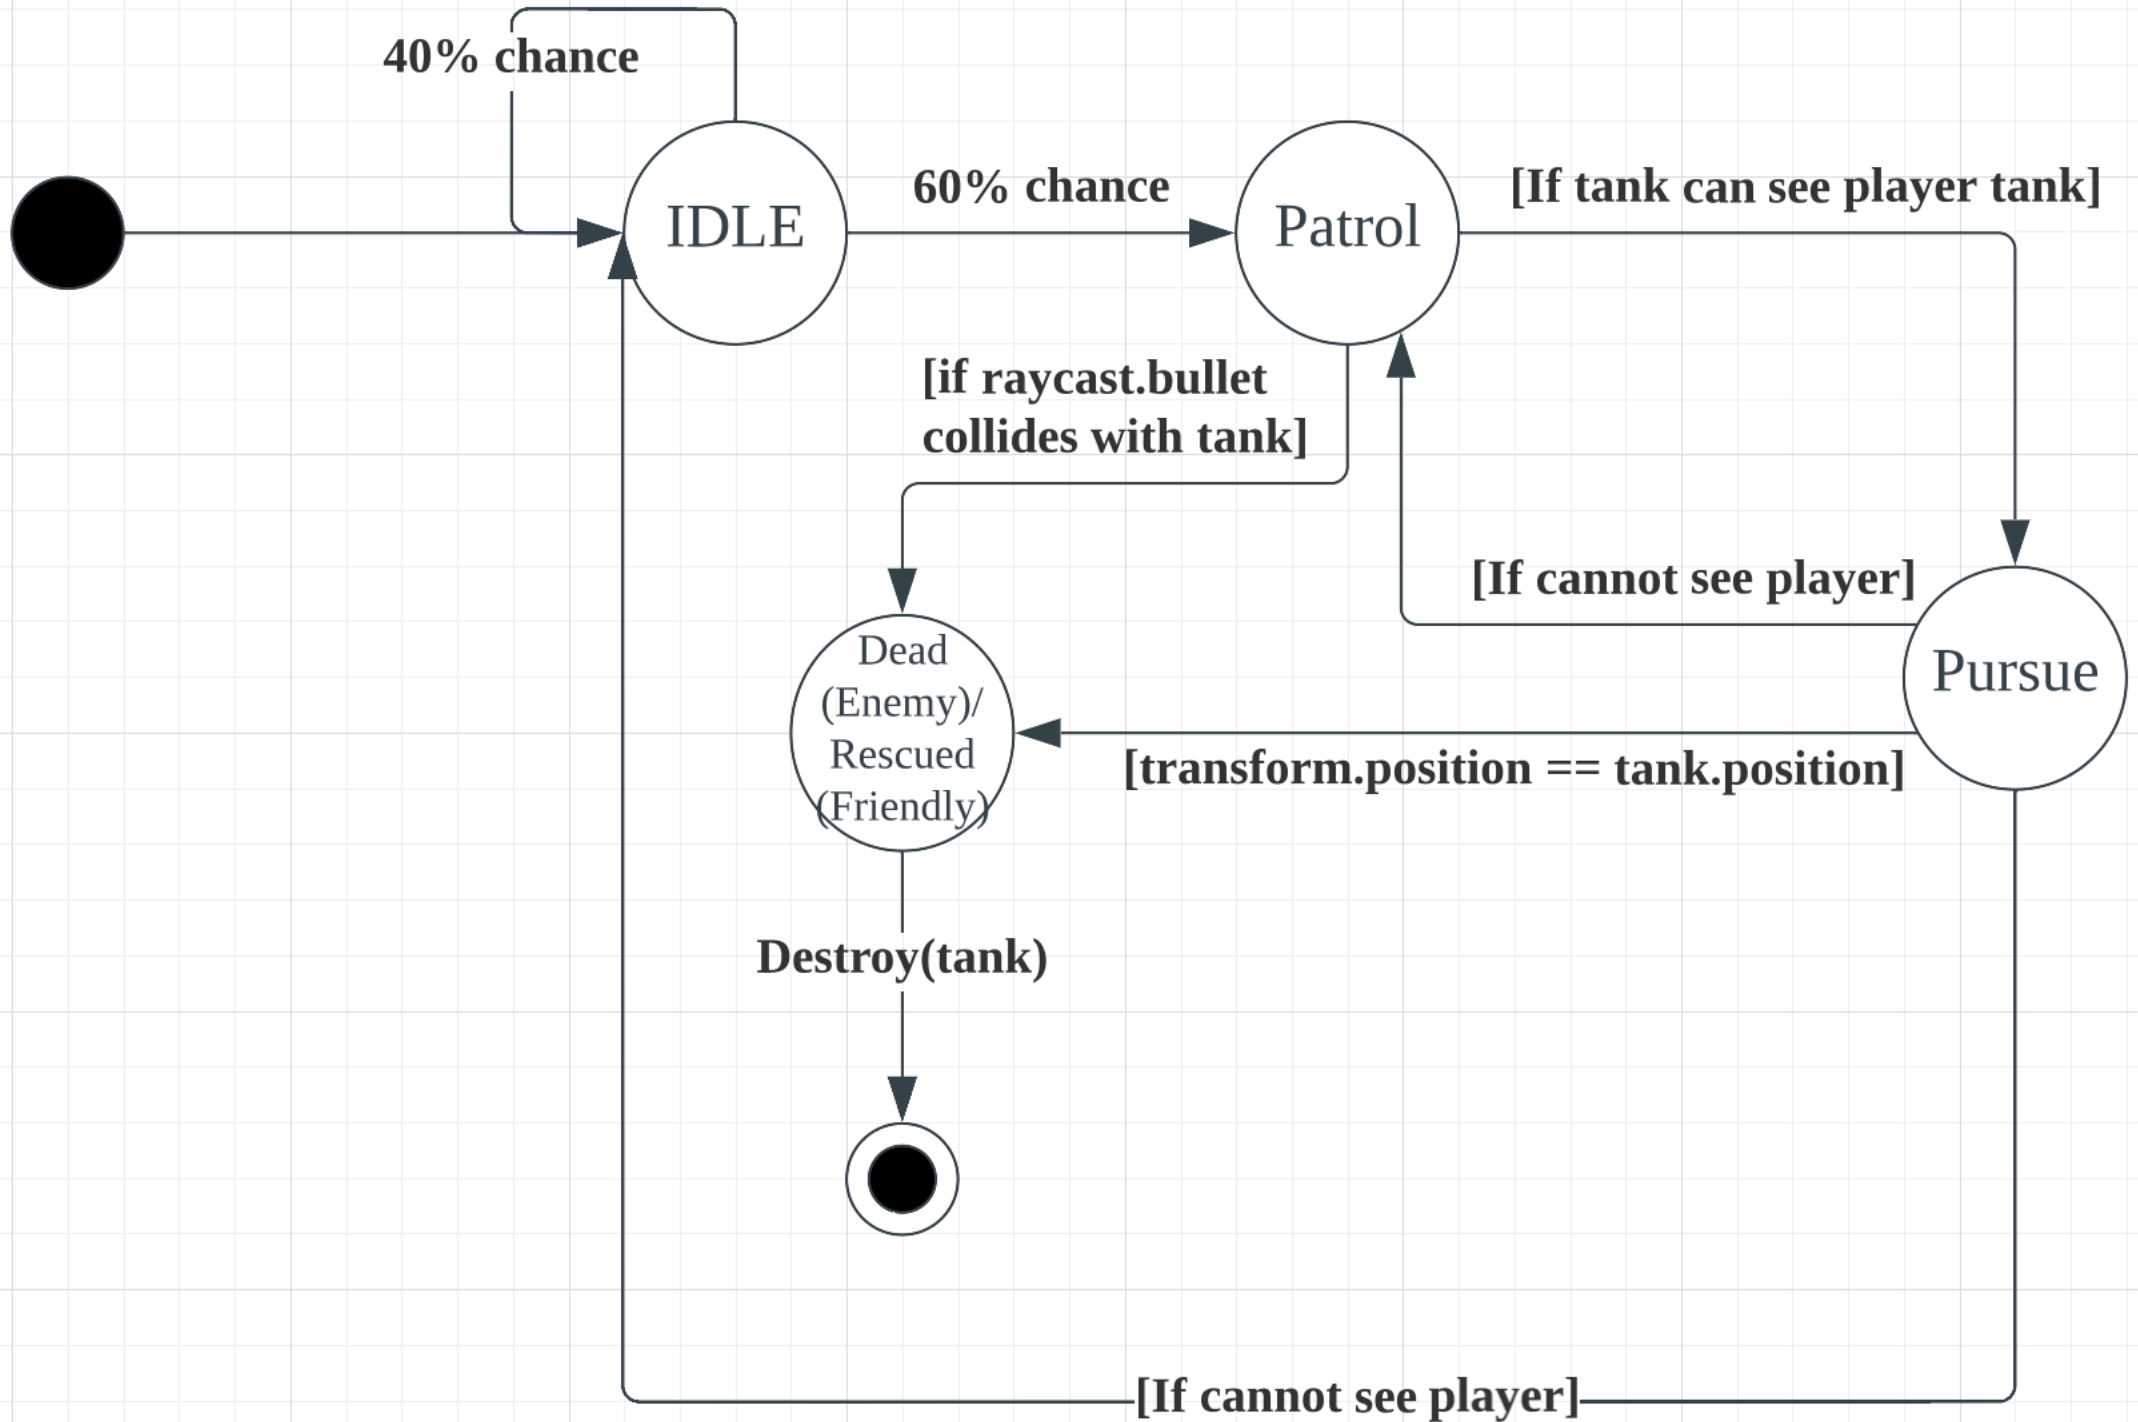 40% chance
IDLE
60% chance
Patrol
[If tank can see player tank]
[if raycast.bullet
collides with tank]
[If cannot see player]
Pursue
Dead
(Enemy)/
Rescued
(Friendly)
[transform.position == tank.position]
Destroy(tank)
[If cannot see player]